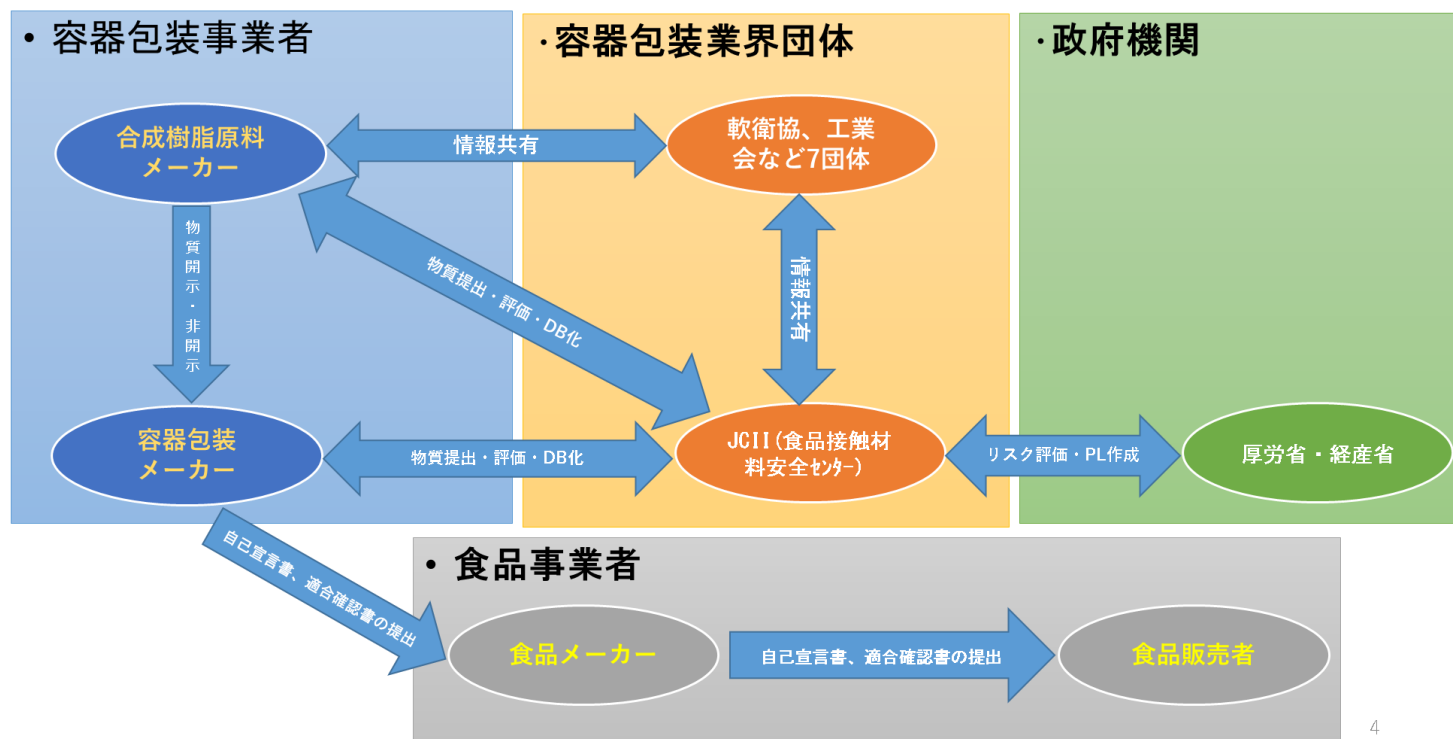 • 容器包装事業者
・容器包装業界団体
・政府機関
合成樹脂原料
メーカー
情報共有
軟衛協、工業
会など7団体
物質開示・非開示
物質提出・評価・DB化
情報共有
容器包装
メーカー
物質提出・評価・DB化
JCII(食品接触材
料安全ｾﾝﾀｰ)
リスク評価・PL作成
厚労省・経産省
自己宣言書、適合確認書の提出
• 食品事業者
食品メーカー
自己宣言書、適合確認書の提出
食品販売者
4